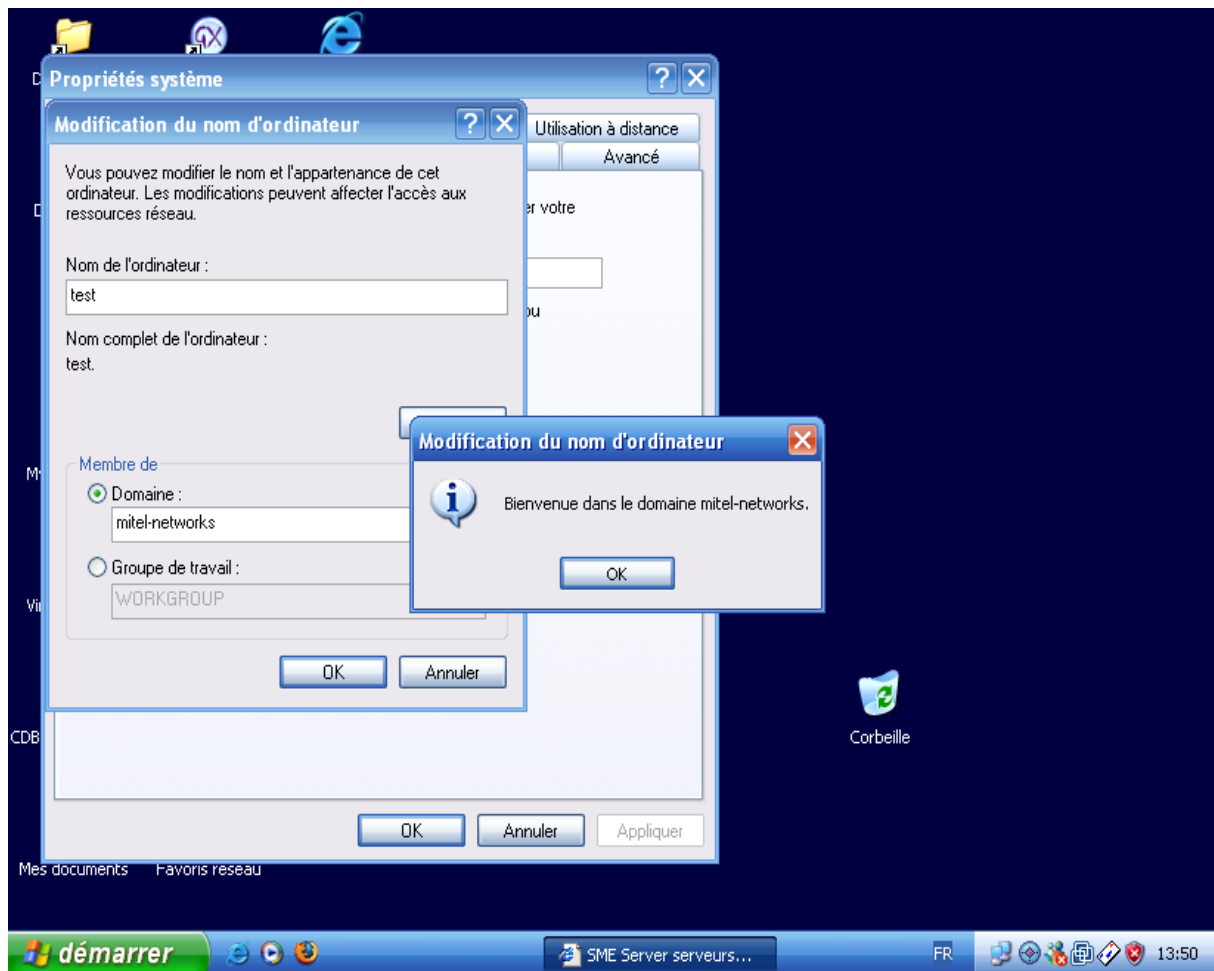 Propriétés système
Modification du nom d'ordinateur
Utilisation à distance
Avancé
Vous pouvez modifier le nom et l'appartenance de cet
ordinateur. Les modifications peuvent affecter l'accès aux
ressources réseau.
votre
Nom de l'ordinateur :
test
Nom complet de l'ordinateur :
test.
Membre de
Domaine :
mitel-networks
Groupe de travail :
WORKGROUP
OK
Annuler
Modification du nom d'ordinateur
Bienvenue dans le domaine mitel-networks.
OK
Corbeille
CDB
OK
Annuler
Appliquer
Mes documents
Favoris réseau
démarrer
SME Server serveurs...
FR
13:50